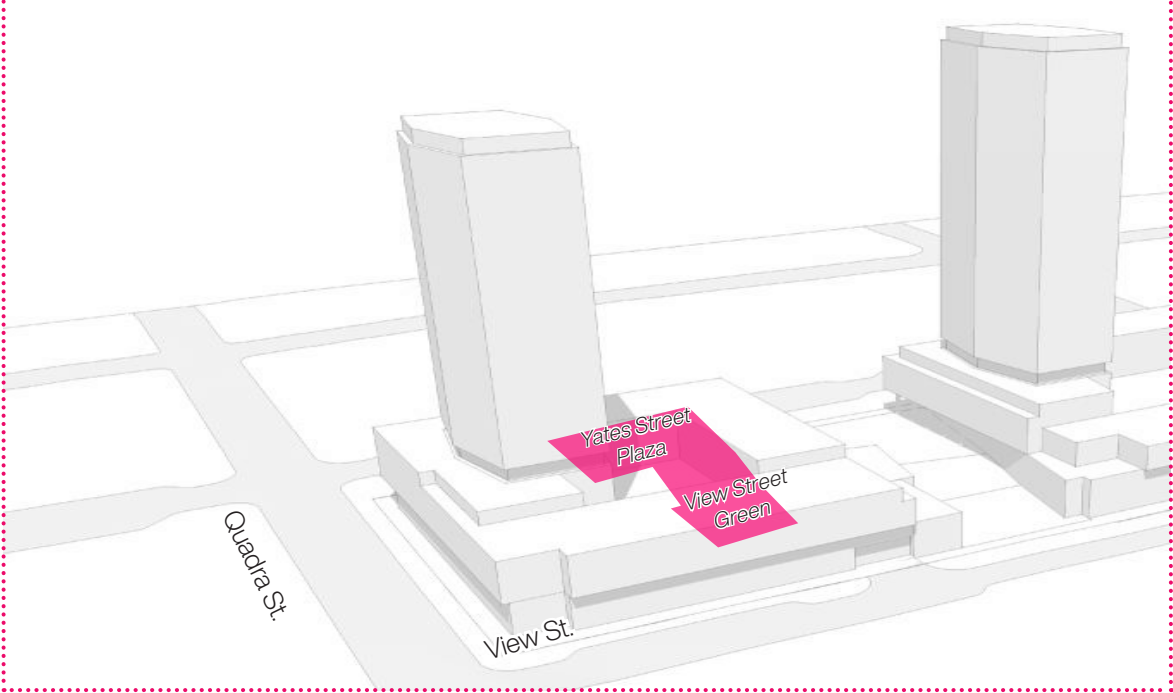 Yates Street
Plaza
View Street
Green
Quadra St.
View St.